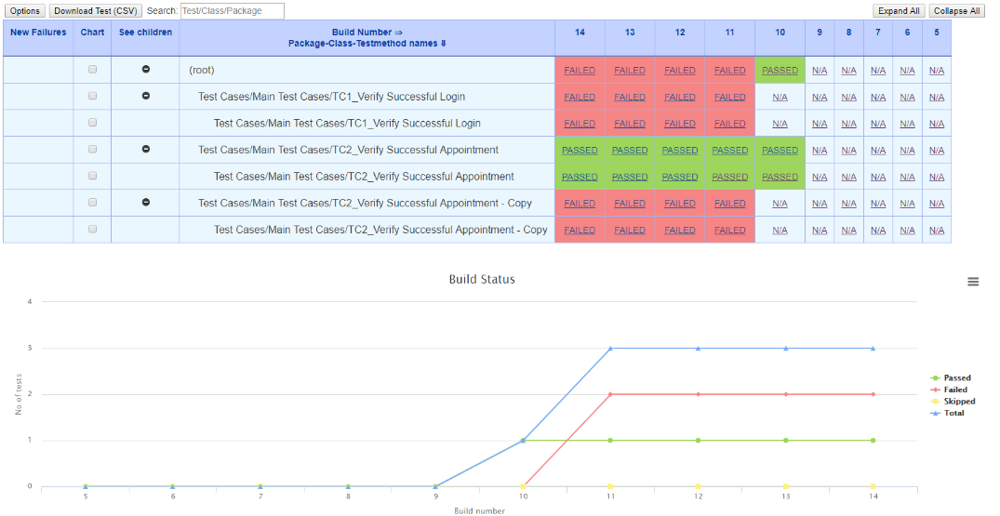 Options Download Test (CSV) Search: Test/Class/Package Expand All Collapse All
New Failures Chart See children Build Number ⇒ 14 13 12 11 10 9 8 7 6 5
Package-Class-Testmethod names ⇓
(root) FAILED FAILED FAILED FAILED PASSED N/A N/A N/A N/A N/A
Test Cases/Main Test Cases/TC1_Verify Successful Login FAILED FAILED FAILED FAILED N/A N/A N/A N/A N/A N/A
Test Cases/Main Test Cases/TC1_Verify Successful Login FAILED FAILED FAILED FAILED N/A N/A N/A N/A N/A N/A
Test Cases/Main Test Cases/TC2_Verify Successful Appointment PASSED PASSED PASSED PASSED PASSED N/A N/A N/A N/A N/A
Test Cases/Main Test Cases/TC2_Verify Successful Appointment PASSED PASSED PASSED PASSED PASSED N/A N/A N/A N/A N/A
Test Cases/Main Test Cases/TC2_Verify Successful Appointment - Copy FAILED FAILED FAILED FAILED N/A N/A N/A N/A N/A N/A
Test Cases/Main Test Cases/TC2_Verify Successful Appointment - Copy FAILED FAILED FAILED FAILED N/A N/A N/A N/A N/A N/A
Build Status
No of tests
4
3
2
1
0
5 6 7 8 9 10 11 12 13 14
Build number
Passed
Failed
Skipped
Total